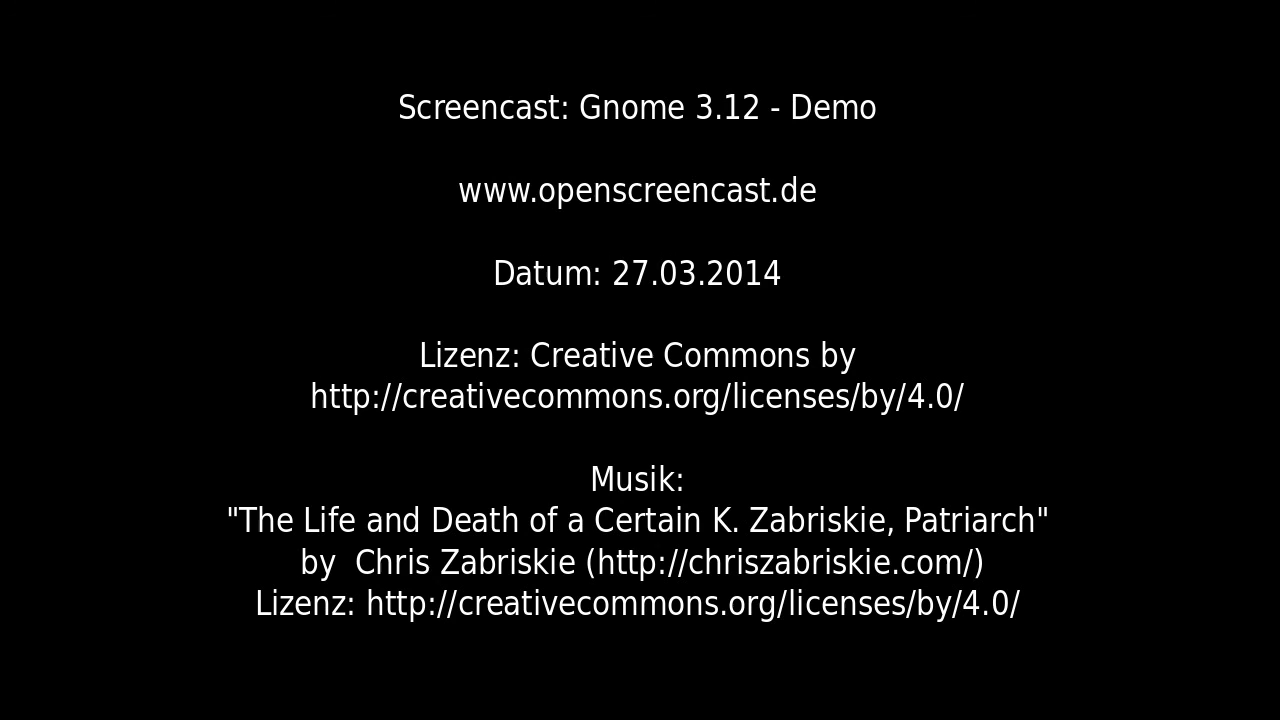 Screencast: Gnome 3.12 - Demo
www.openscreencast.de
Datum: 27.03.2014
Lizenz: Creative Commons by
http://creativecommons.org/licenses/by/4.0/
Musik:
"The Life and Death of a Certain K. Zabriskie, Patriarch"
by  Chris Zabriskie (http://chriszabriskie.com/)
Lizenz: http://creativecommons.org/licenses/by/4.0/